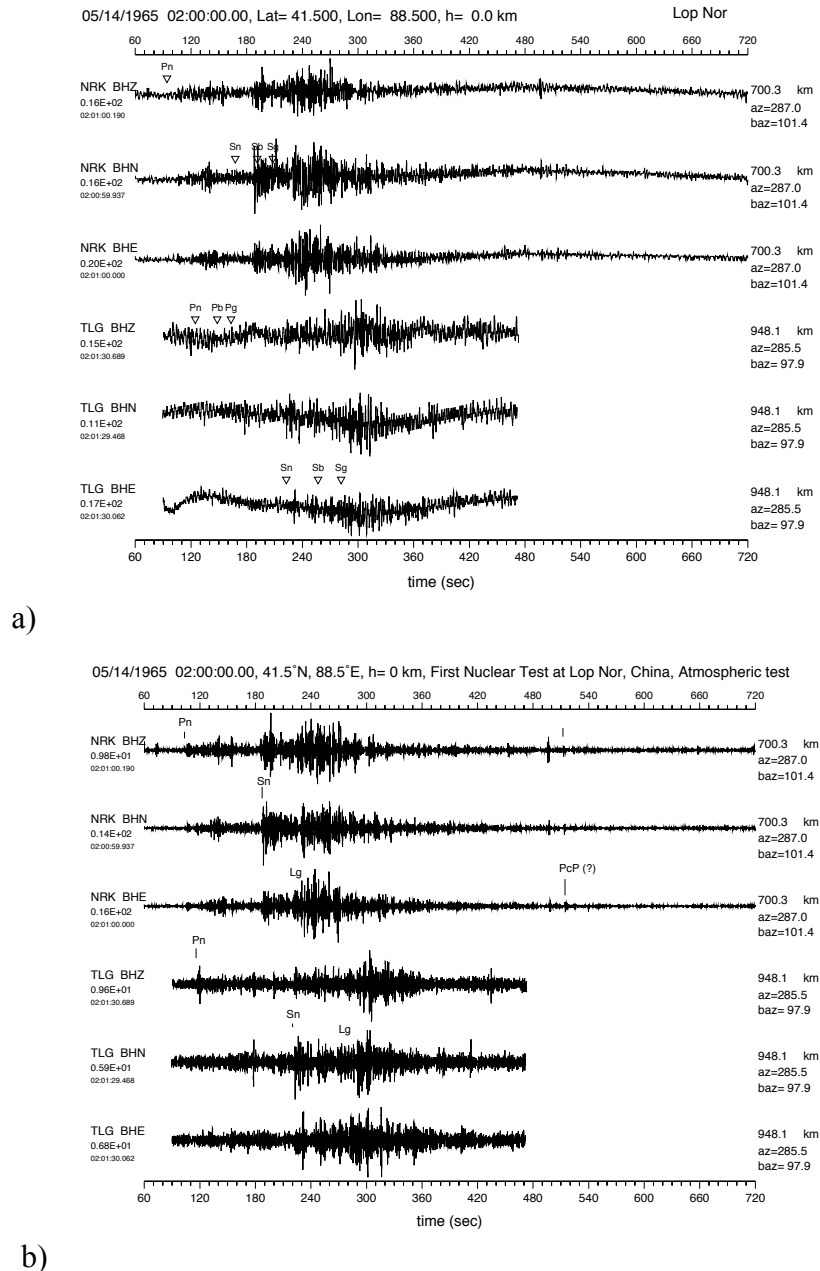 05/14/1965 02:00:00.00, Lat= 41.500, Lon= 88.500, h= 0.0 km Lop Nor
60 120 180 240 300 360 420 480 540 600 660 720
Pn
NRK BHZ 700.3 km
0.16E+02 az=287.0
02:01:00.190 baz=101.4
Sn Sb Sg
NRK BHN 700.3 km
0.16E+02 az=287.0
02:00:59.937 baz=101.4
NRK BHE 700.3 km
0.20E+02 az=287.0
02:01:00.000 baz=101.4
Pn Pb Pg
TLG BHZ 948.1 km
0.15E+02 az=285.5
02:01:30.689 baz= 97.9
TLG BHN 948.1 km
0.11E+02 az=285.5
02:01:29.468 baz= 97.9
Sn Sb Sg
TLG BHE 948.1 km
0.17E+02 az=285.5
02:01:30.062 baz= 97.9
60 120 180 240 300 360 420 480 540 600 660 720
time (sec)
a)
05/14/1965 02:00:00.00, 41.5˚N, 88.5˚E, h= 0 km, First Nuclear Test at Lop Nor, China, Atmospheric test
60 120 180 240 300 360 420 480 540 600 660 720
Pn
NRK BHZ 700.3 km
0.98E+01 az=287.0
02:01:00.190 baz=101.4
Sn
NRK BHN 700.3 km
0.14E+02 az=287.0
02:00:59.937 baz=101.4
Lg PcP (?)
NRK BHE 700.3 km
0.16E+02 az=287.0
02:01:00.000 baz=101.4
Pn
TLG BHZ 948.1 km
0.96E+01 az=285.5
02:01:30.689 baz= 97.9
Sn Lg
TLG BHN 948.1 km
0.59E+01 az=285.5
02:01:29.468 baz= 97.9
TLG BHE 948.1 km
0.68E+01 az=285.5
02:01:30.062 baz= 97.9
60 120 180 240 300 360 420 480 540 600 660 720
time (sec)
b)